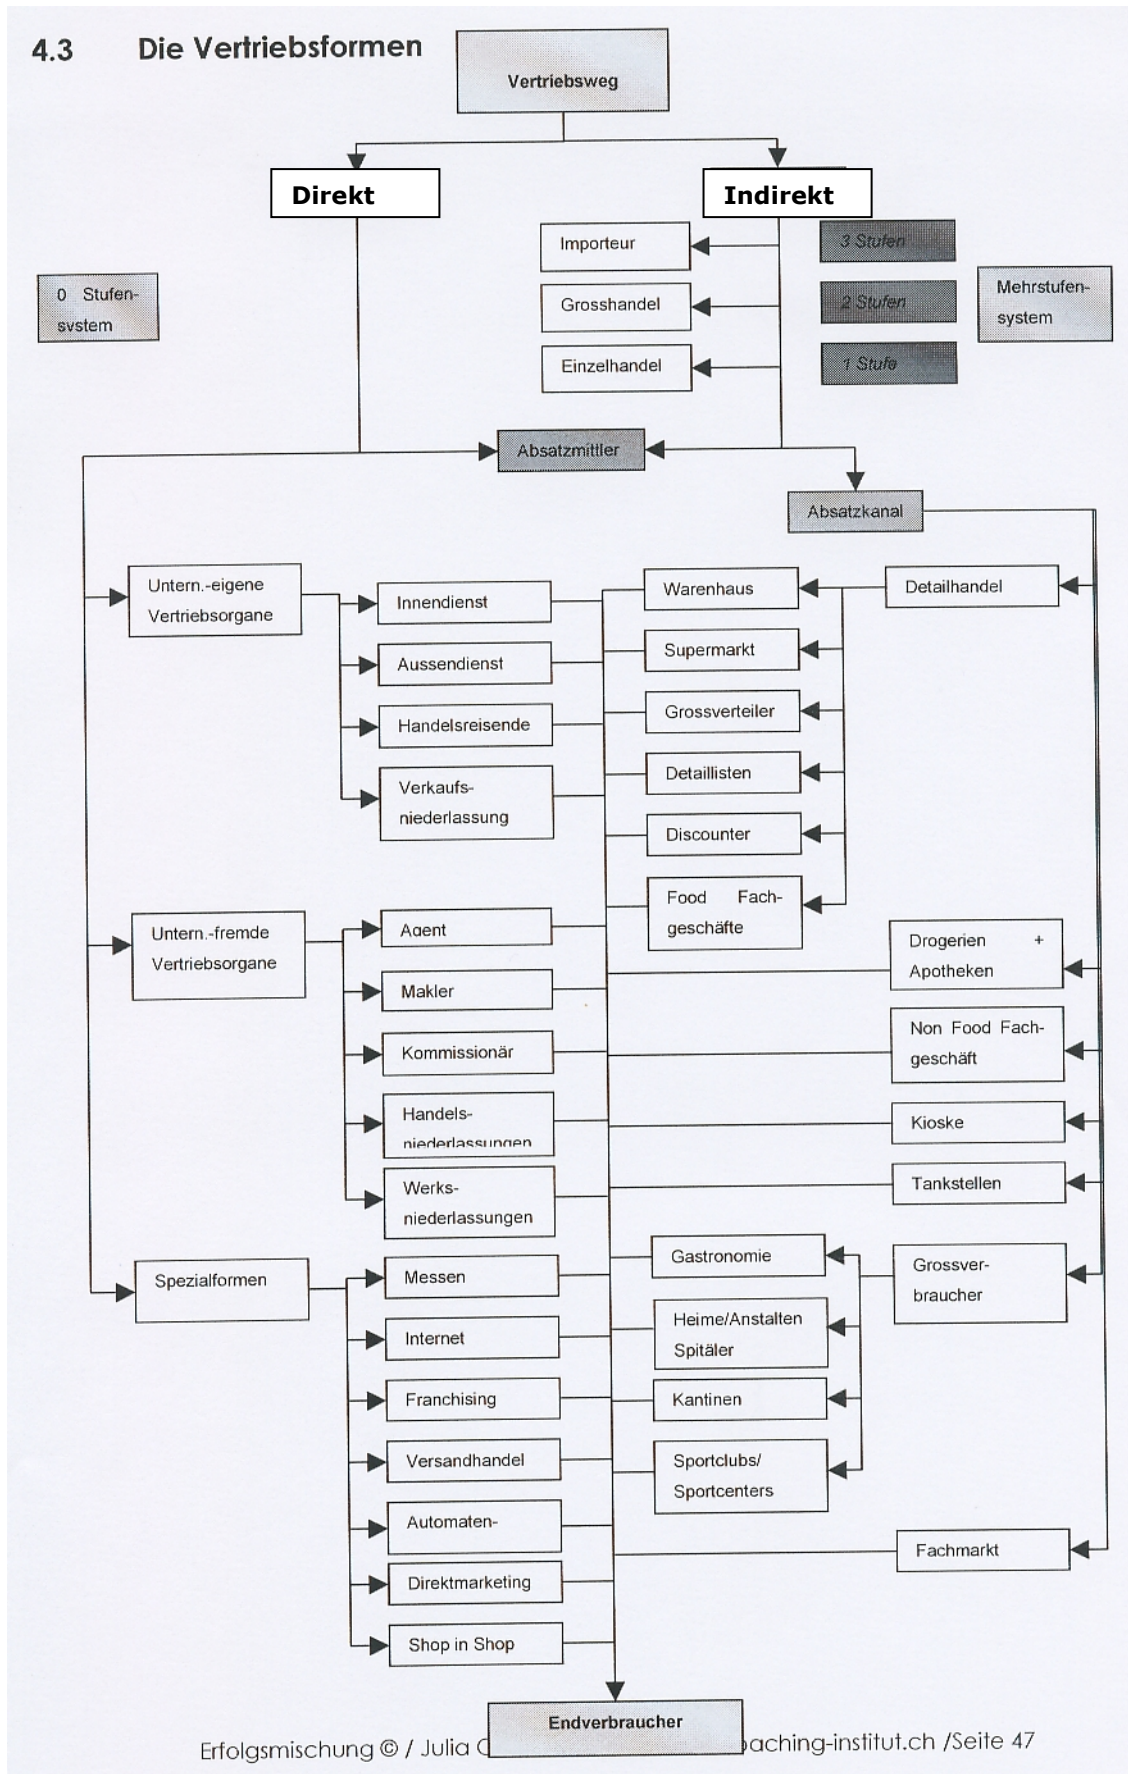 4.3 Die Vertriebsformen
Vertriebsweg
Direkt
Indirekt
Importeur
3 Stufen
0 Stufen-
system
Grosshandel
2 Stufen
Mehrstufen-
system
Einzelhandel
1 Stufe
Absatzmittler
Absatzkanal
Untern.-eigene
Vertriebsorgane
Innendienst
Aussendienst
Handelsreisende
Verkaufs-
niederlassung
Warenhaus
Supermarkt
Grossverteiler
Detaillisten
Discounter
Food Fach-
geschäfte
Detailhandel
Untern.-fremde
Vertriebsorgane
Agent
Makler
Kommissionär
Handels-
niederlassungen
Werks-
niederlassungen
Drogerien +
Apotheken
Non Food Fach-
geschäft
Kioske
Tankstellen
Spezialformen
Messen
Internet
Franchising
Versandhandel
Automaten-
Direktmarketing
Shop in Shop
Gastronomie
Heime/Anstalten
Spitäler
Kantinen
Sportclubs/
Sportcenters
Grossver-
braucher
Fachmarkt
Endverbraucher
Erfolgsmischung © / Julia oaching-institut.ch /Seite 47